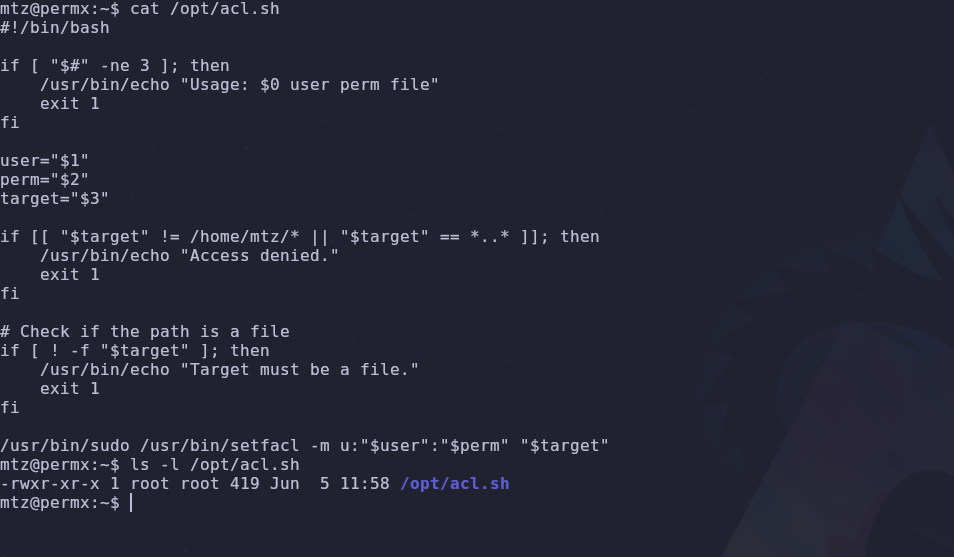 mtz@permx:~$ cat /opt/acl.sh
#!/bin/bash

if [ "$#" -ne 3 ]; then
    /usr/bin/echo "Usage: $0 user perm file"
    exit 1
fi

user="$1"
perm="$2"
target="$3"

if [[ "$target" != /home/mtz/* || "$target" == *..* ]]; then
    /usr/bin/echo "Access denied."
    exit 1
fi

# Check if the path is a file
if [ ! -f "$target" ]; then
    /usr/bin/echo "Target must be a file."
    exit 1
fi

/usr/bin/sudo /usr/bin/setfacl -m u:"$user":"$perm" "$target"
mtz@permx:~$ ls -l /opt/acl.sh
-rwxr-xr-x 1 root root 419 Jun  5 11:58 /opt/acl.sh
mtz@permx:~$